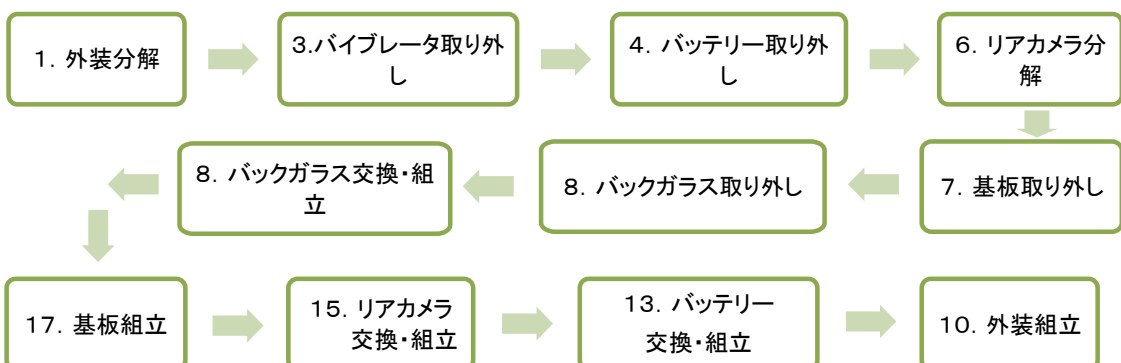 1．外装分解
3.バイブレータ取り外
し
4．バッテリー取り外
し
6．リアカメラ分
解
7．基板取り外し
8．バックガラス取り外し
8．バックガラス交換・組
立
17．基板組立
15．リアカメラ
交換・組立
13．バッテリー
交換・組立
10．外装組立